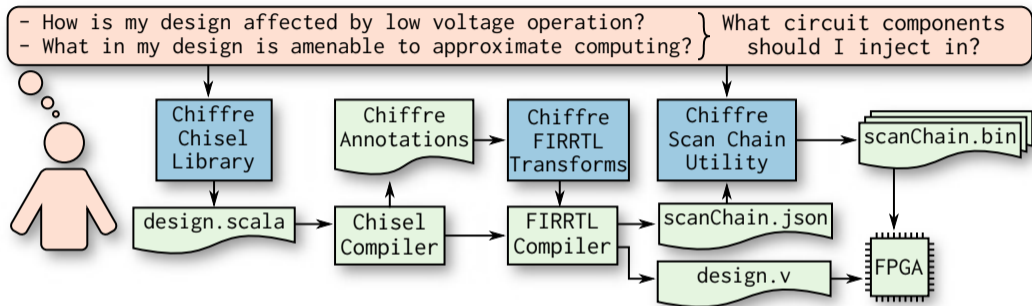 - How is my design affected by low voltage operation?
- What in my design is amenable to approximate computing?
What circuit components
should I inject in?
Chiffre
Chisel
Library
Chiffre
Annotations
Chiffre
FIRRTL
Transforms
Chiffre
Scan Chain
Utility
scanChain.bin
design.scala
Chisel
Compiler
FIRRTL
Compiler
scanChain.json
design.v
FPGA